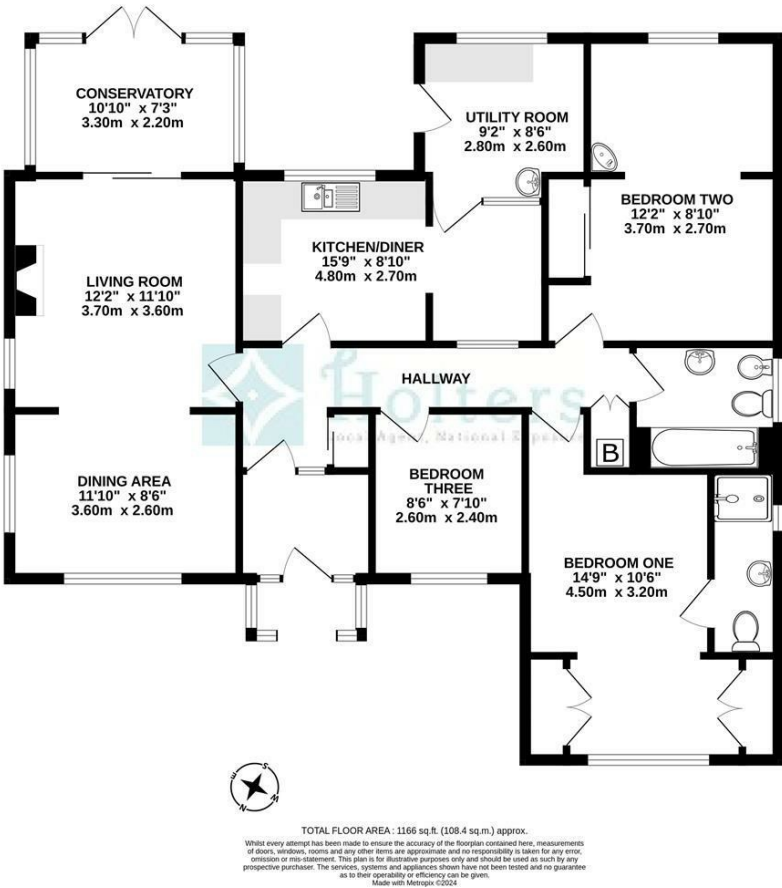 CONSERVATORY
10'10" x 7'3"
3.30m x 2.20m
UTILITY ROOM
9'2" x 8'6"
2.80m x 2.60m
BEDROOM TWO
12'2" x 8'10"
3.70m x 2.70m
KITCHEN/DINER
15'9" x 8'10"
4.80m x 2.70m
LIVING ROOM
12'2" x 11'10"
3.70m x 3.60m
HALLWAY
Holters
Local Agent, National Exposure
B
DINING AREA
11'10" x 8'6"
3.60m x 2.60m
BEDROOM
THREE
8'6" x 7'10"
2.60m x 2.40m
BEDROOM ONE
14'9" x 10'6"
4.50m x 3.20m
S
E
W
N
TOTAL FLOOR AREA : 1166 sq.ft. (108.4 sq.m.) approx.
Whilst every attempt has been made to ensure the accuracy of the floorplan contained here, measurements
of doors, windows, rooms and any other items are approximate and no responsibility is taken for any error,
omission or mis-statement. This plan is for illustrative purposes only and should be used as such by any
prospective purchaser. The services, systems and appliances shown have not been tested and no guarantee
as to their operability or efficiency can be given.
Made with Metropix ©2024